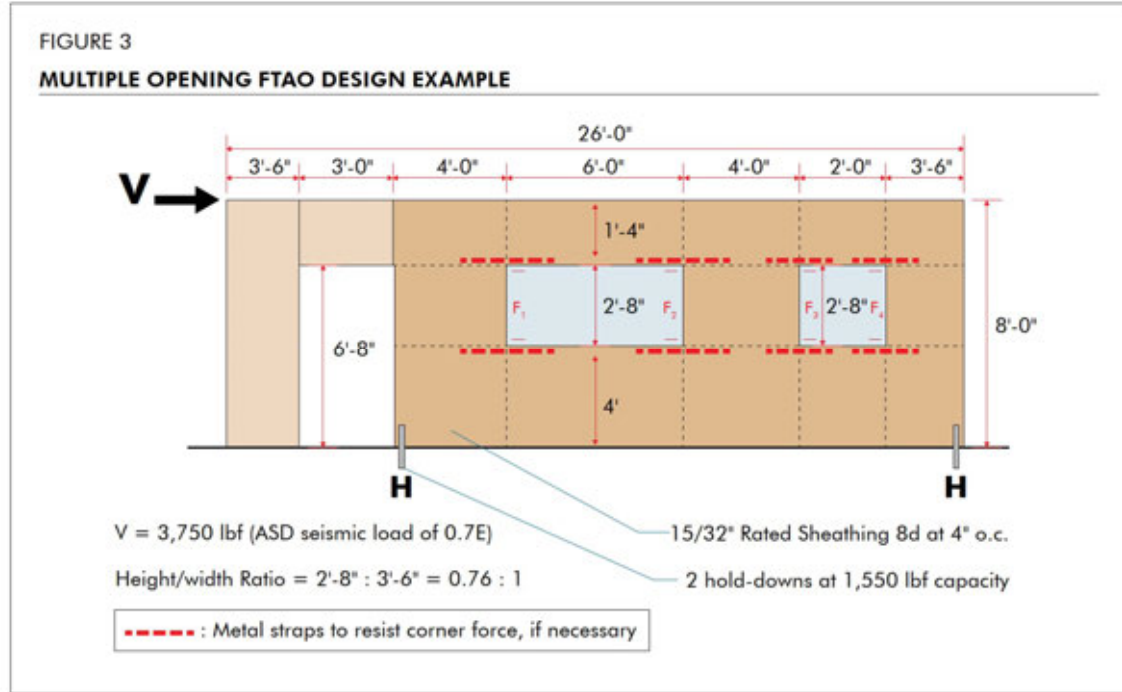 FIGURE 3
MULTIPLE OPENING FTAO DESIGN EXAMPLE
26'-0"
3'-6" 3'-0" 4'-0" 6'-0" 4'-0" 2'-0" 3'-6"
V
1'-4"
F₁ 2'-8" F₂ F₃ 2'-8" F₄
8'-0"
6'-8"
4'
H H
V = 3,750 lbf (ASD seismic load of 0.7E)
15/32" Rated Sheathing 8d at 4" o.c.
Height/width Ratio = 2'-8" : 3'-6" = 0.76 : 1
2 hold-downs at 1,550 lbf capacity
: Metal straps to resist corner force, if necessary